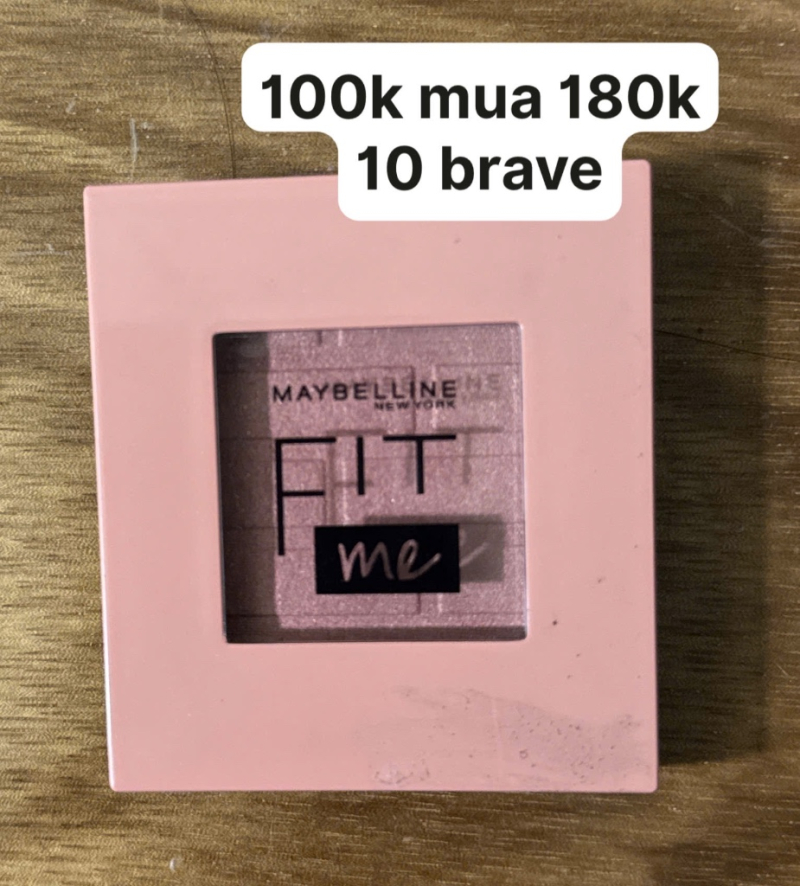 100k mua 180k
10 brave
MAYBELLINE
NEW YORK
FIT
me